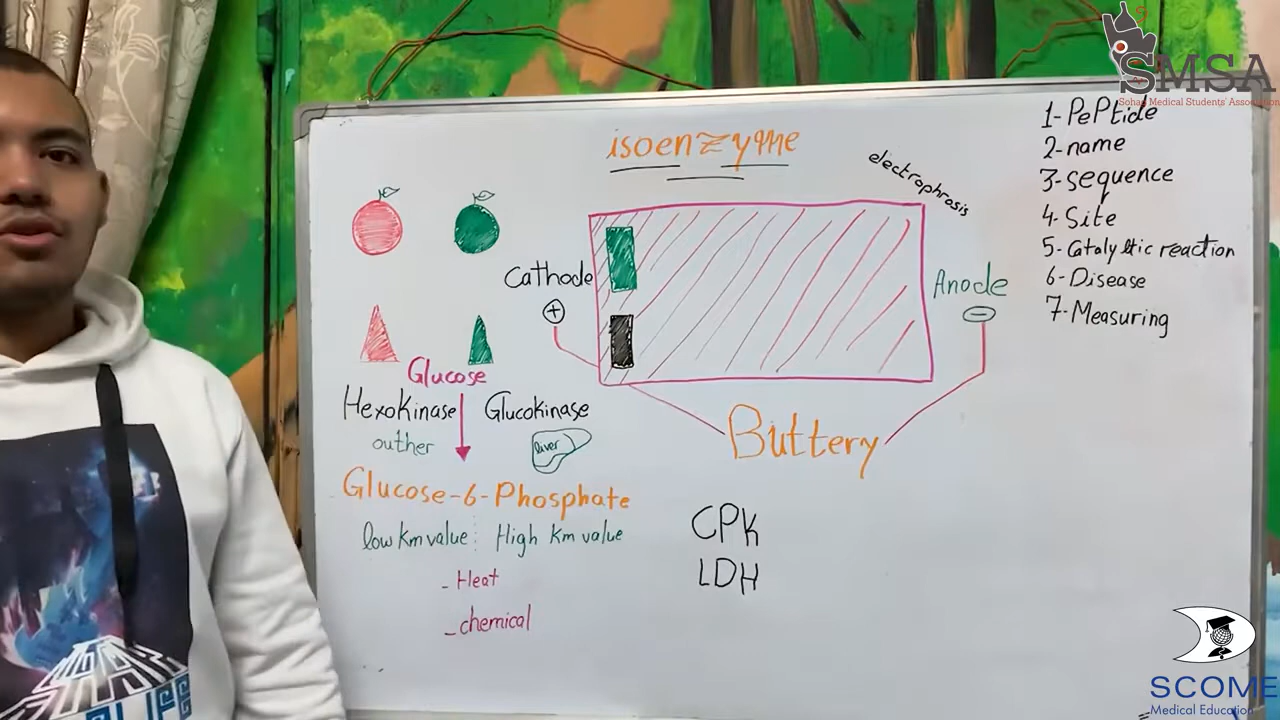 SMSA
Sohag Medical Students' Association
isoenzyme
electrophrosis
Cathode
+
Anode
-
Buttery
Glucose
Hexokinase
Glucokinase
outher
liver
Glucose-6-Phosphate
low km value
High km value
- Heat
- chemical
CPK
LDH
1- PePtide
2- name
3- sequence
4- Site
5- Catalyltic reaction
6- Disease
7- Measuring
SCOME
Medical Education